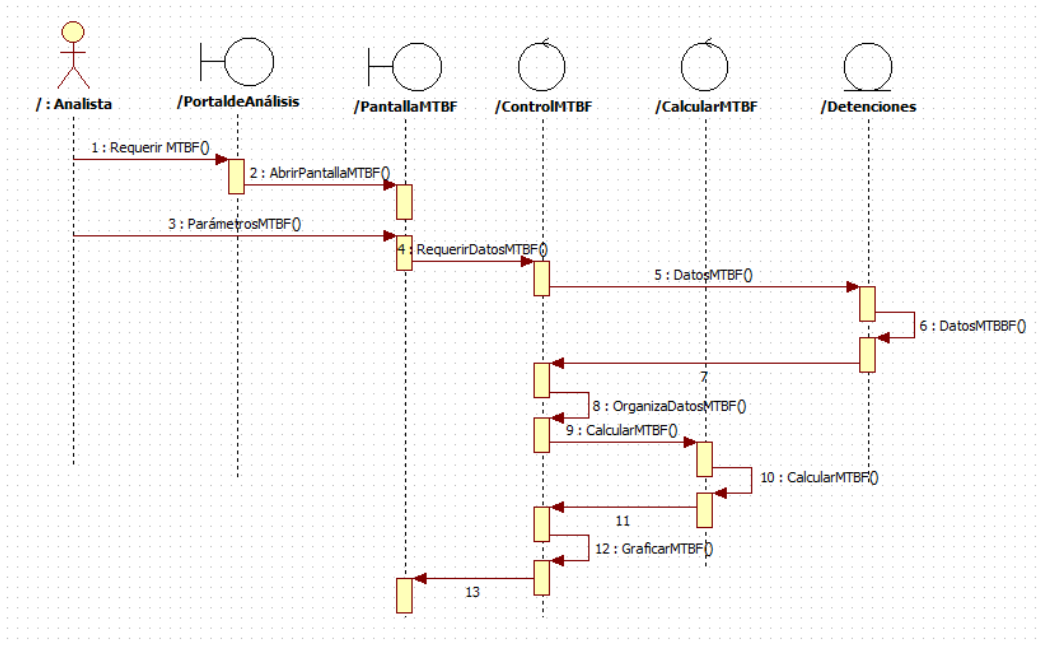 / : Analista
/PortaldeAnálisis
/PantallaMTBF
/ControlMTBF
/CalcularMTBF
/Detenciones
1 : Requerir MTBF()
2 : AbrirPantallaMTBF()
3 : ParámetrosMTBF()
4 : RequerirDatosMTBF()
5 : DatosMTBF()
6 : DatosMTBBF()
7
8 : OrganizaDatosMTBF()
9 : CalcularMTBF()
10 : CalcularMTBF()
11
12 : GraficarMTBF()
13